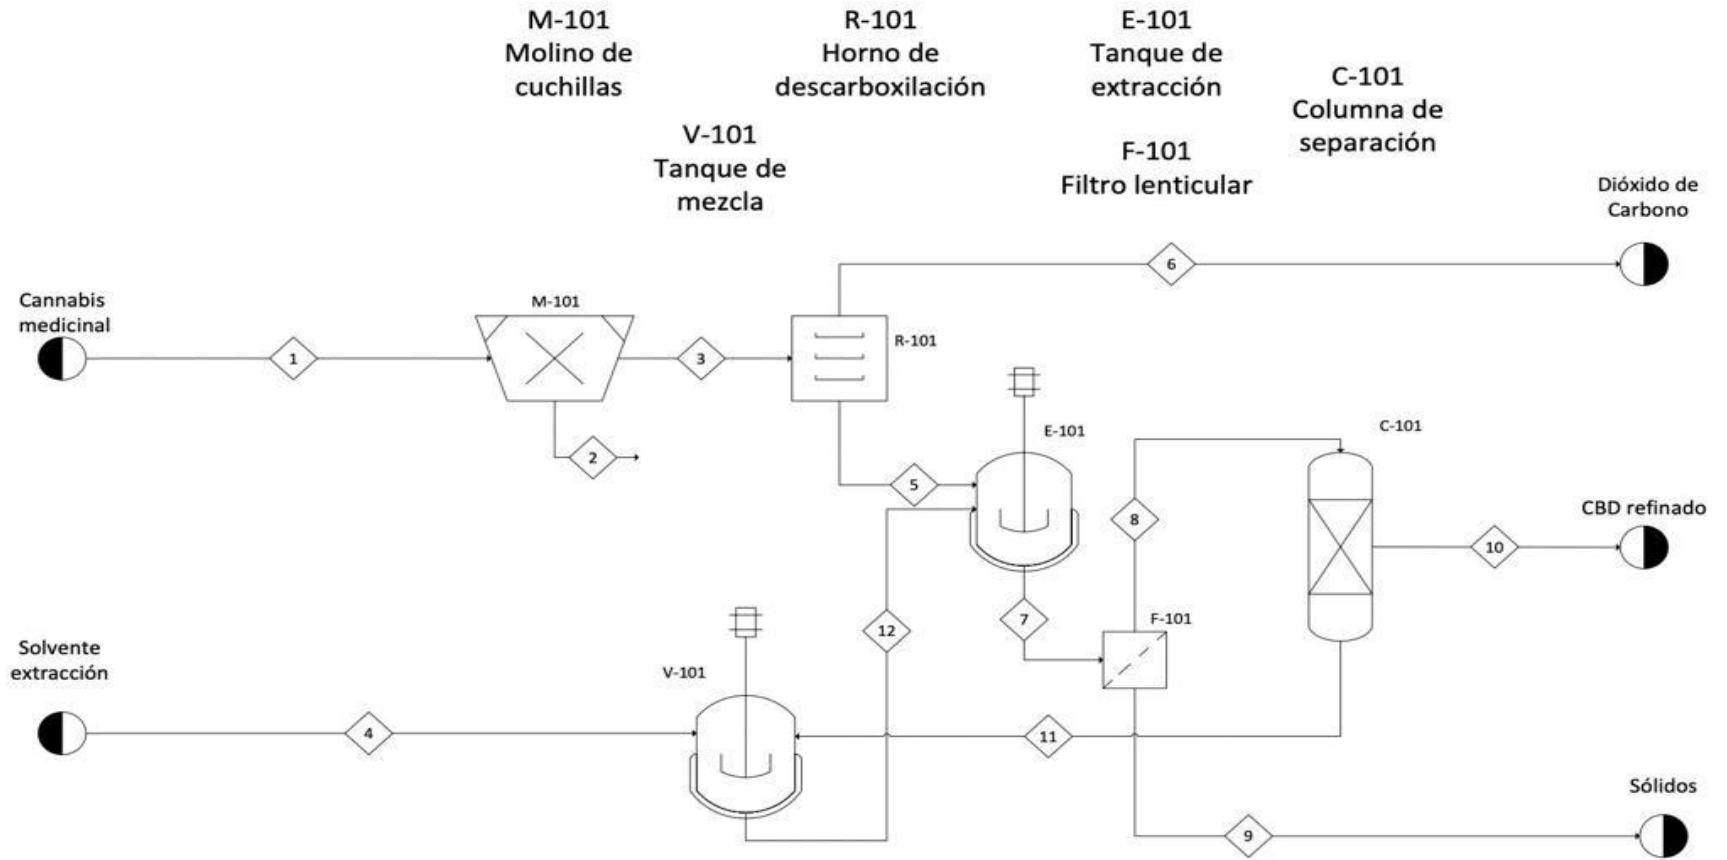 M-101
Molino de
cuchillas
R-101
Horno de
descarboxilación
E-101
Tanque de
extracción
C-101
Columna de
separación
V-101
Tanque de
mezcla
F-101
Filtro lenticular
Dióxido de
Carbono
6
Cannabis
medicinal
M-101
1
3
R-101
2
E-101
C-101
5
8
CBD refinado
10
7
12
F-101
Solvente
extracción
V-101
4
11
Sólidos
9